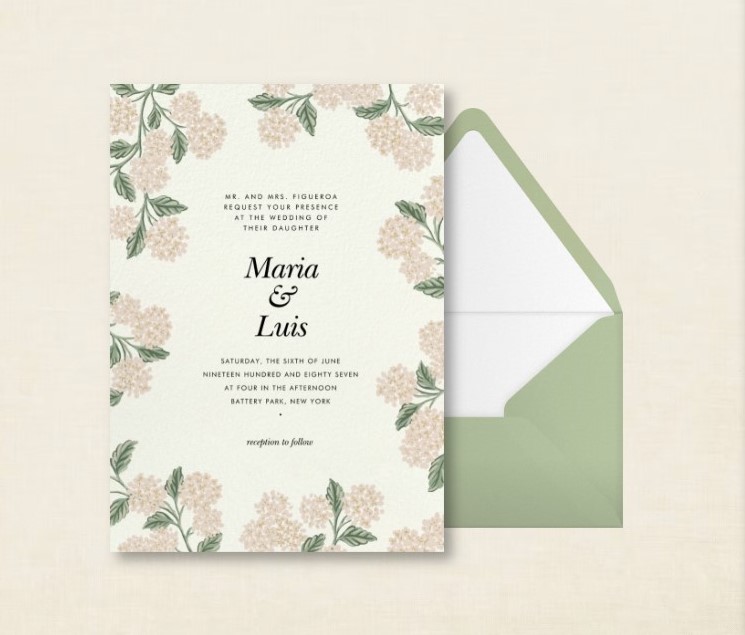 MR. AND MRS. FIGUEROA
REQUEST YOUR PRESENCE
AT THE WEDDING OF
THEIR DAUGHTER
Maria
&
Luis
SATURDAY, THE SIXTH OF JUNE
NINETEEN HUNDRED AND EIGHTY SEVEN
AT FOUR IN THE AFTERNOON
BATTERY PARK, NEW YORK
•
reception to follow